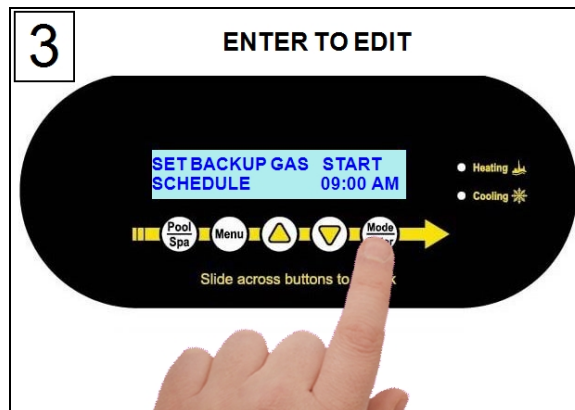 3
ENTER TO EDIT
SET BACKUP GAS START
SCHEDULE 09:00 AM
Heating
Cooling
Pool
Spa
Menu
Mode
Slide across buttons to